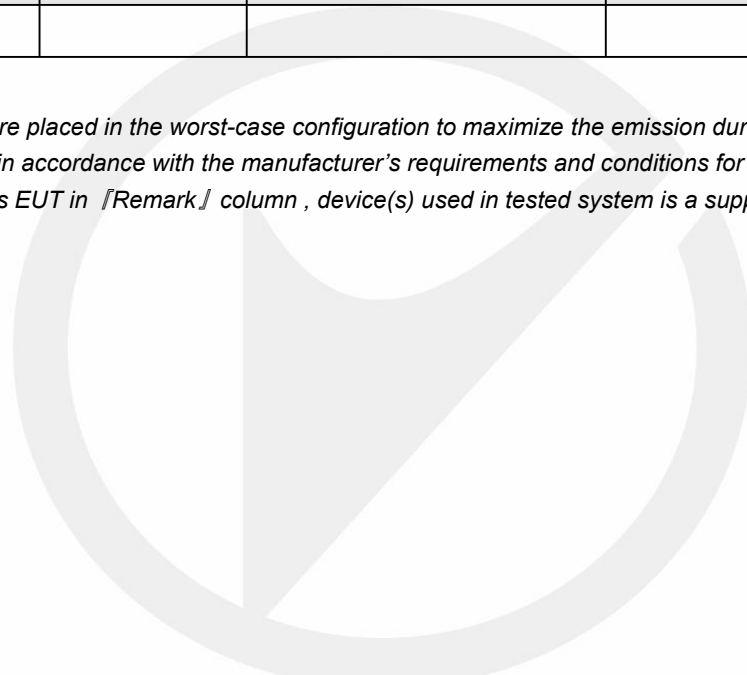 re placed in the worst-case configuration to maximize the emission dur
in accordance with the manufacturer’s requirements and conditions for
s EUT in『Remark』column , device(s) used in tested system is a supp